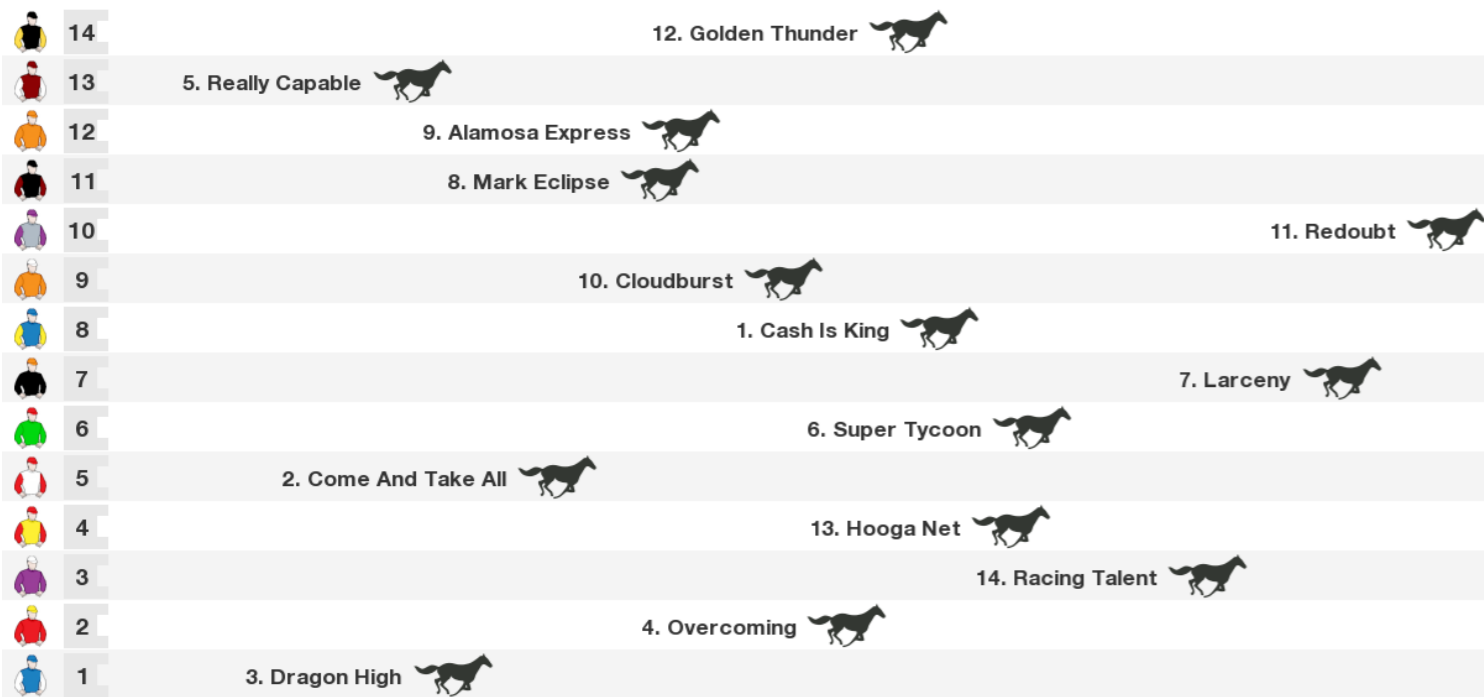 14 12. Golden Thunder
13 5. Really Capable
12 9. Alamosa Express
11 8. Mark Eclipse
10 11. Redoubt
9 10. Cloudburst
8 1. Cash Is King
7 7. Larceny
6 6. Super Tycoon
5 2. Come And Take All
4 13. Hooga Net
3 14. Racing Talent
2 4. Overcoming
1 3. Dragon High